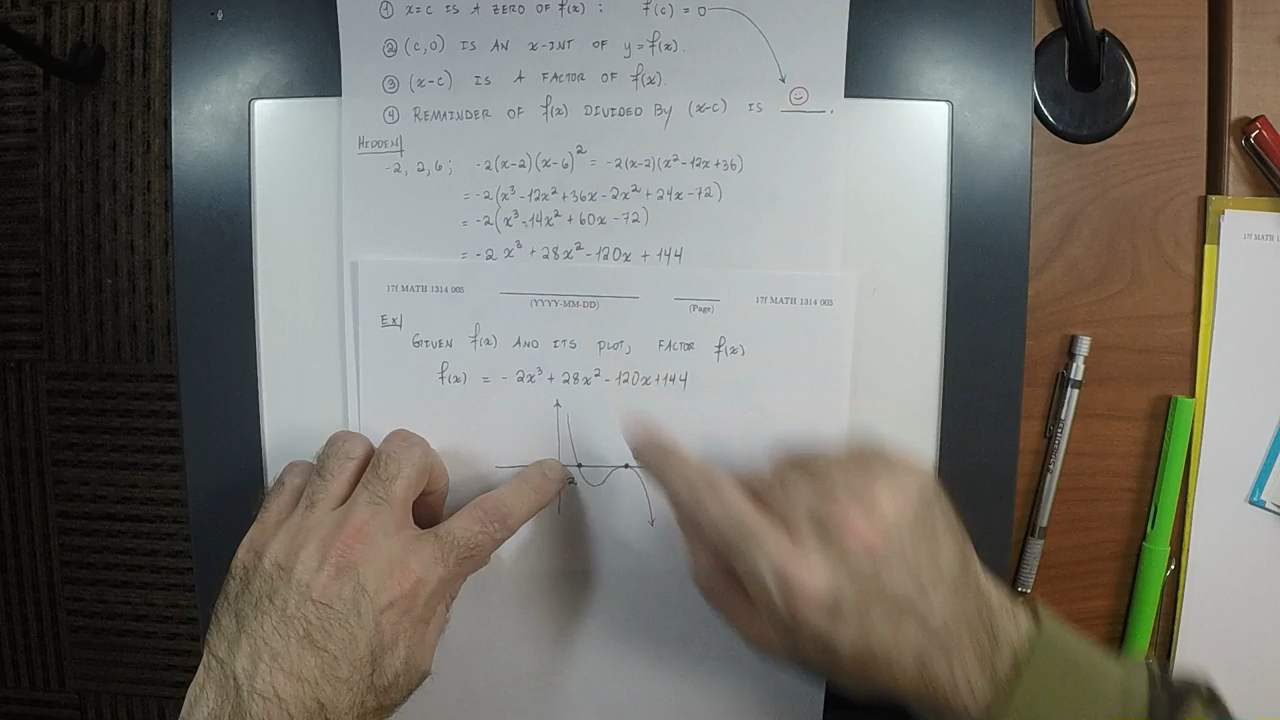 ① x=c IS A ZERO OF f(x) : f(c) = 0
② (c,0) IS AN x-INT OF y=f(x).
③ (x-c) IS A FACTOR OF f(x).
④ REMAINDER OF f(x) DIVIDED BY (x-c) IS ☺ .
HIDDEN
-2, 2, 6; -2(x-2)(x-6)² = -2(x-2)(x²-12x+36)
= -2(x³-12x²+36x-2x²+24x-72)
= -2(x³-14x²+60x-72)
= -2x³+28x²-120x+144
17f MATH 1314 005 (YYYY-MM-DD) (Page) 17f MATH 1314 005
Ex
GIVEN f(x) AND ITS PLOT, FACTOR f(x)
f(x) = -2x³+28x²-120x+144
2
STAEDTLER
17f MATH 1